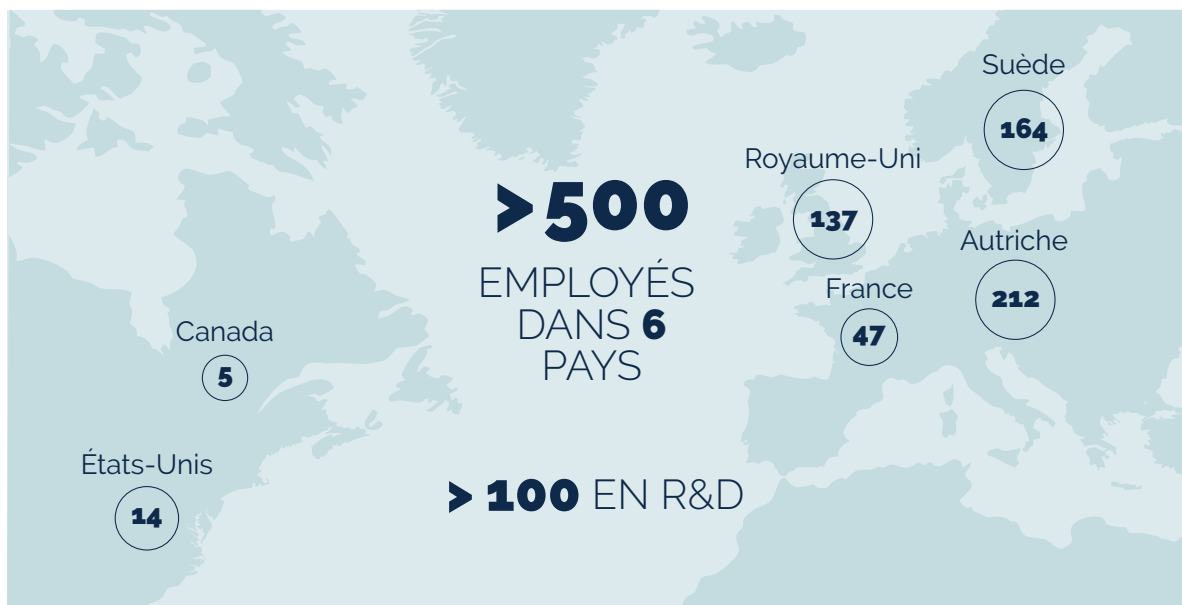 Suède
164
Royaume-Uni
137
>500
EMPLOYÉS
DANS 6
PAYS
Autriche
212
France
47
Canada
5
États-Unis
14
> 100 EN R&D